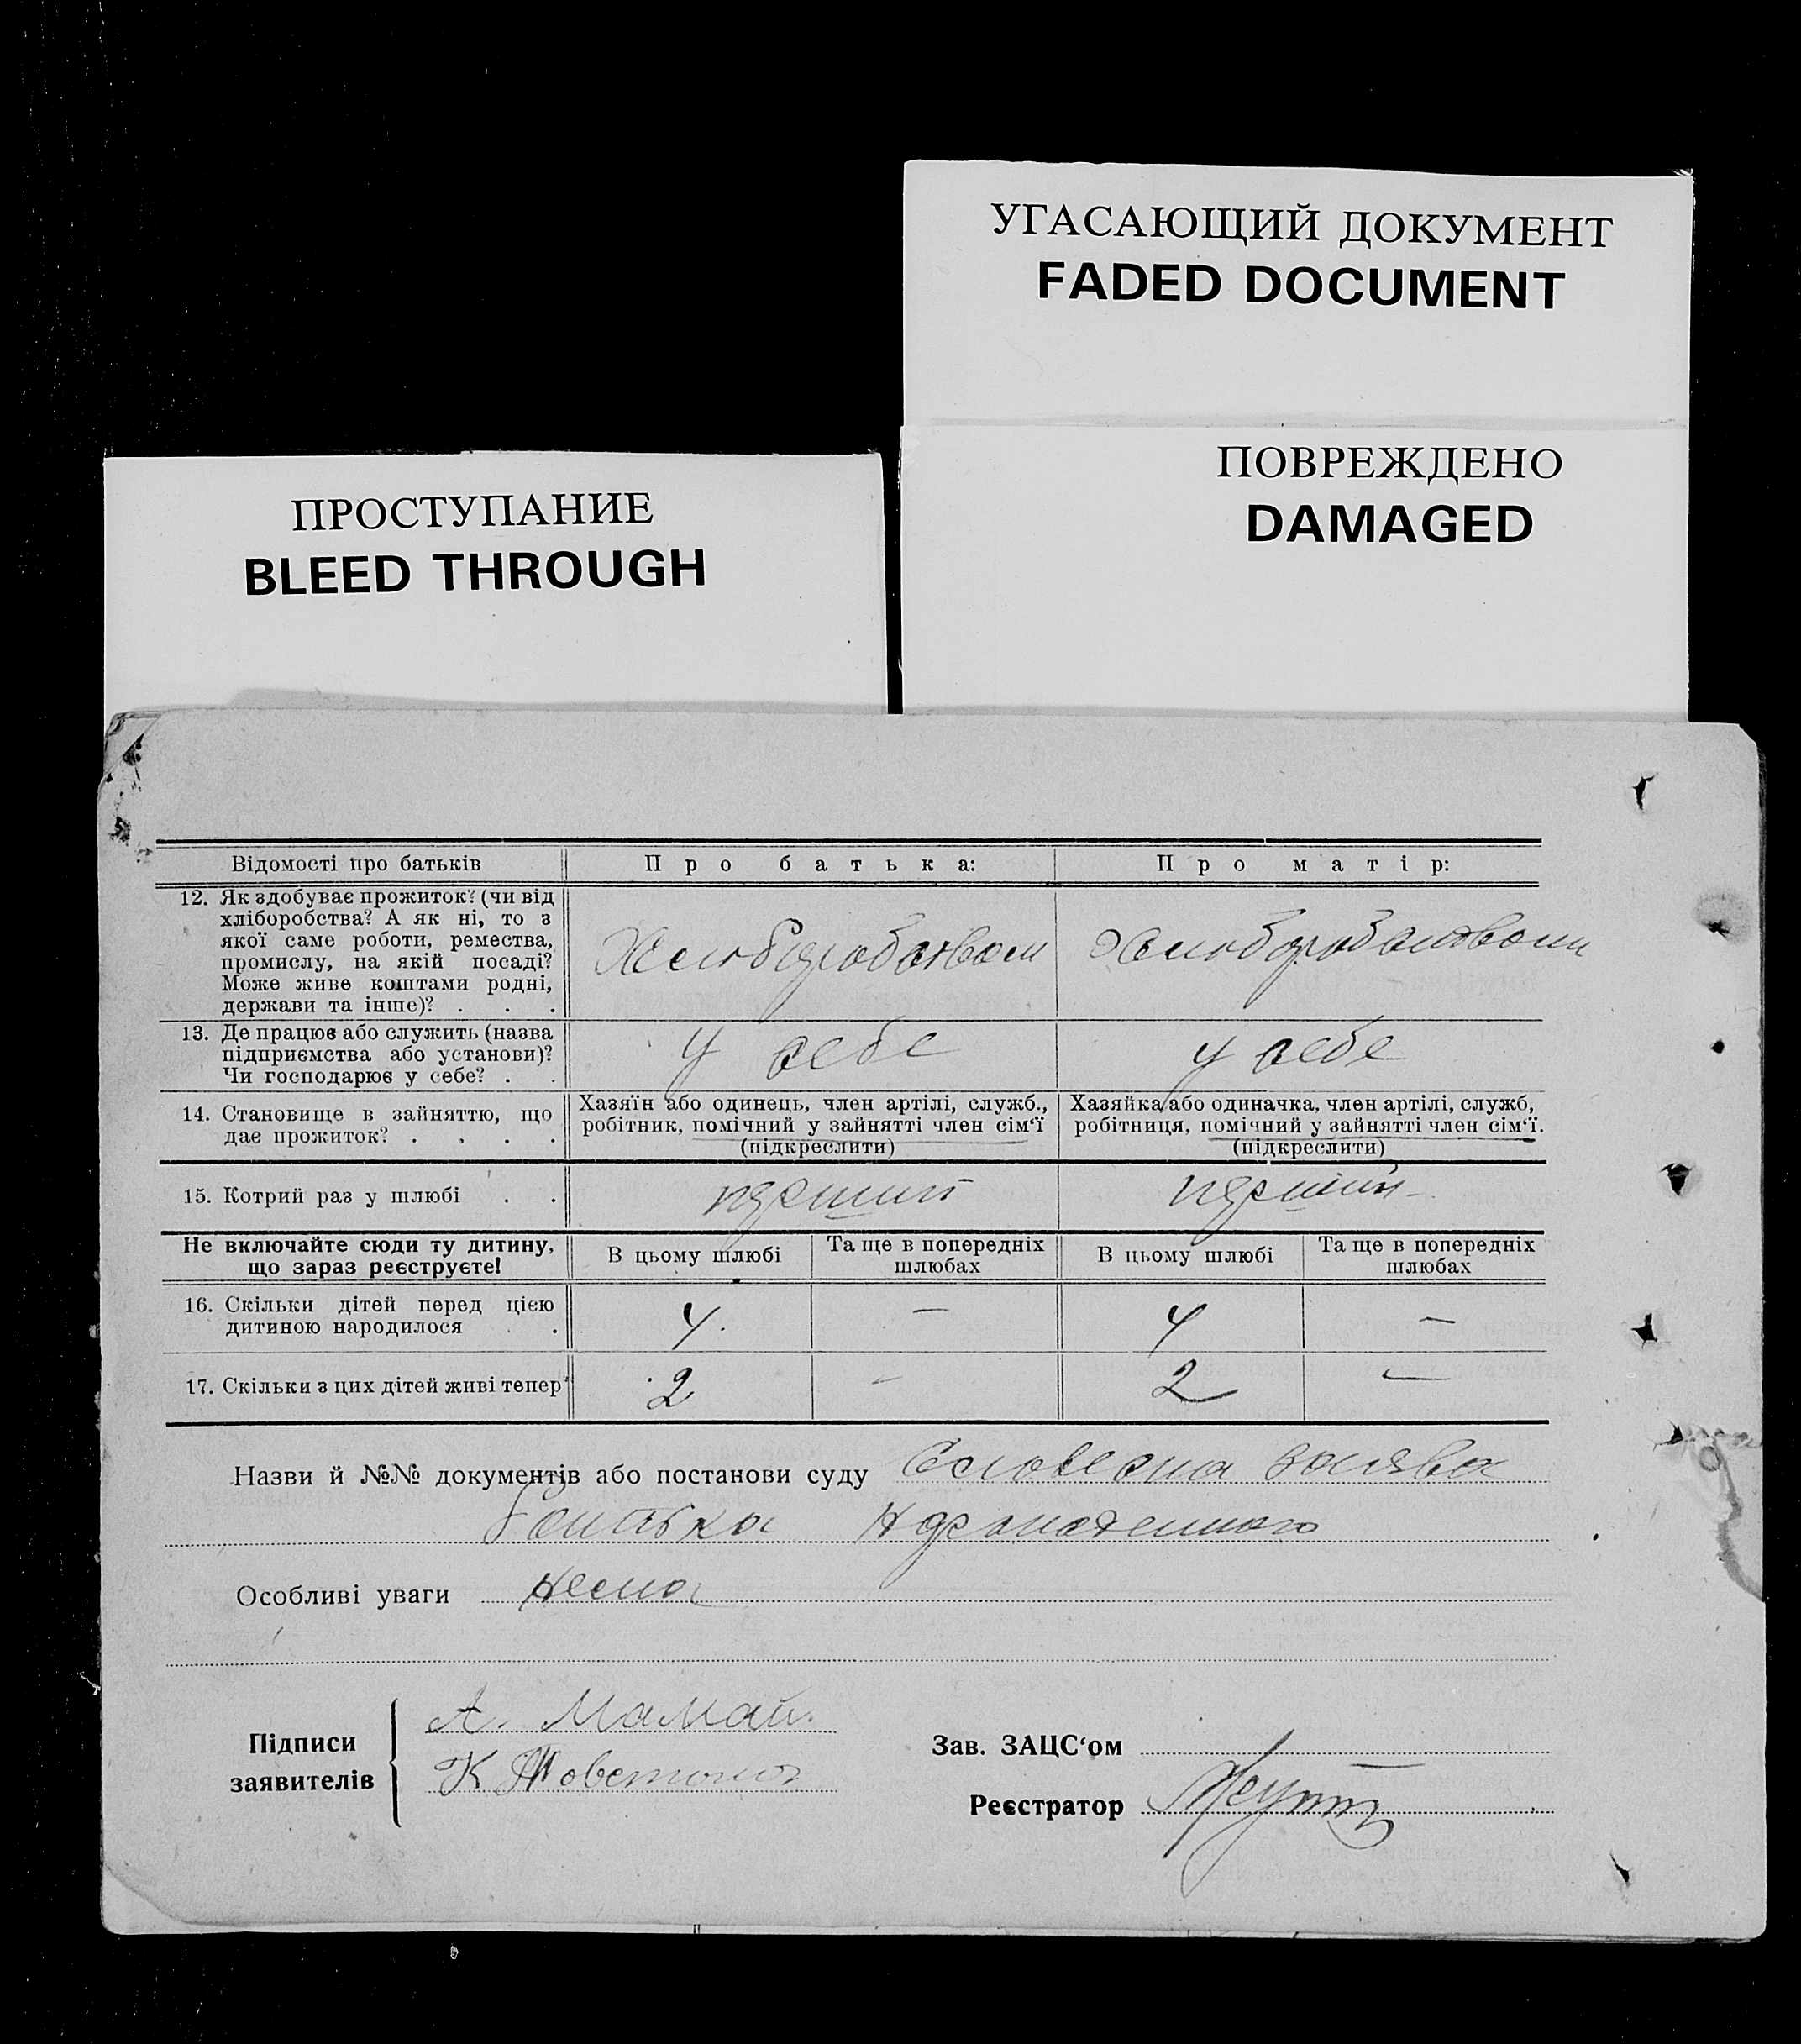 УГАСАЮЩИЙ ДОКУМЕНТ
FADED DOCUMENT
ПОВРЕЖДЕНО
DAMAGED
ПРОСТУПАНИЕ
BLEED THROUGH
Відомості про батьків
Про батька:
Про матір:
12. Як здобуває прожиток? (чи від
хліборобства? А як ні, то з
якої саме роботи, ремества,
промислу, на якій посаді?
Може живе коштами родні,
держави та інше)? . . .
Хлюборобством
Хлюборобством
13. Де працює або служить (назва
підприємства або установи)?
Чи господарює у себе? . .
У себе
у себе
14. Становище в зайняттю, що
дає прожиток? . . . .
Хазяїн або одинець, член артілі, служб.,
робітник, помічний у зайнятті член сім‘ї
(підкреслити)
Хазяйка або одиначка, член артілі, служб,
робітниця, помічний у зайнятті член сім‘ї.
(підкреслити)
15. Котрий раз у шлюбі . .
перший
перший
Не включайте сюди ту дитину,
що зараз реєструєте!
В цьому шлюбі
Та ще в попередніх
шлюбах
В цьому шлюбі
Та ще в попередніх
шлюбах
16. Скільки дітей перед цією
дитиною народилося .
4.
—
4
—
17. Скільки з цих дітей живі тепер
2
-
2
—
Назви й №№ документів або постанови суду Словесна заява
батька
Особливі уваги нема
Підписи
заявителів
А. Мамай.
К Товстоног
Зав. ЗАЦС‘ом
Реєстратор